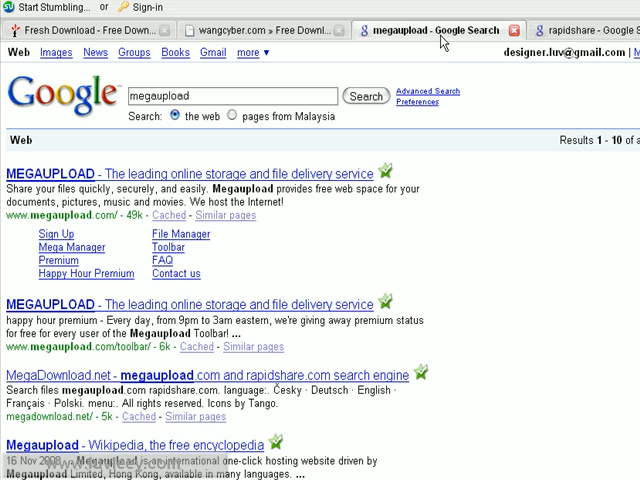 Start Stumbling... or Sign-in
Fresh Download - Free Down... wangcyber.com » Free Downl... megaupload - Google Search rapidshare - Google S
Web Images News Groups Books Gmail more ▼ designer.luv@gmail.com |
Google megaupload Search Advanced Search
Preferences
Search: the web pages from Malaysia
Web Results 1 - 10 of a
MEGAUPLOAD - The leading online storage and file delivery service
Share your files quickly, securely, and easily. Megaupload provides free web space for your
documents, pictures, music and movies. We host the Internet!
www.megaupload.com/ - 49k - Cached - Similar pages
Sign Up File Manager
Mega Manager Toolbar
Premium FAQ
Happy Hour Premium Contact us
MEGAUPLOAD - The leading online storage and file delivery service
happy hour premium - Every day, from 9pm to 3am eastern, we're giving away premium status
for free for every user of the Megaupload Toolbar! ...
www.megaupload.com/toolbar/ - 6k - Cached - Similar pages
MegaDownload.net - megaupload.com and rapidshare.com search engine
Search files megaupload.com rapidshare.com. language:. Česky · Deutsch · English ·
Français · Polski. menu:. All rights reserved. Icons by Tango.
megadownload.net/ - 5k - Cached - Similar pages
Megaupload - Wikipedia, the free encyclopedia
16 Nov 2008 ... Megaupload is an international one-click hosting website driven by
Megaupload Limited, Hong Kong, available in many languages. ...